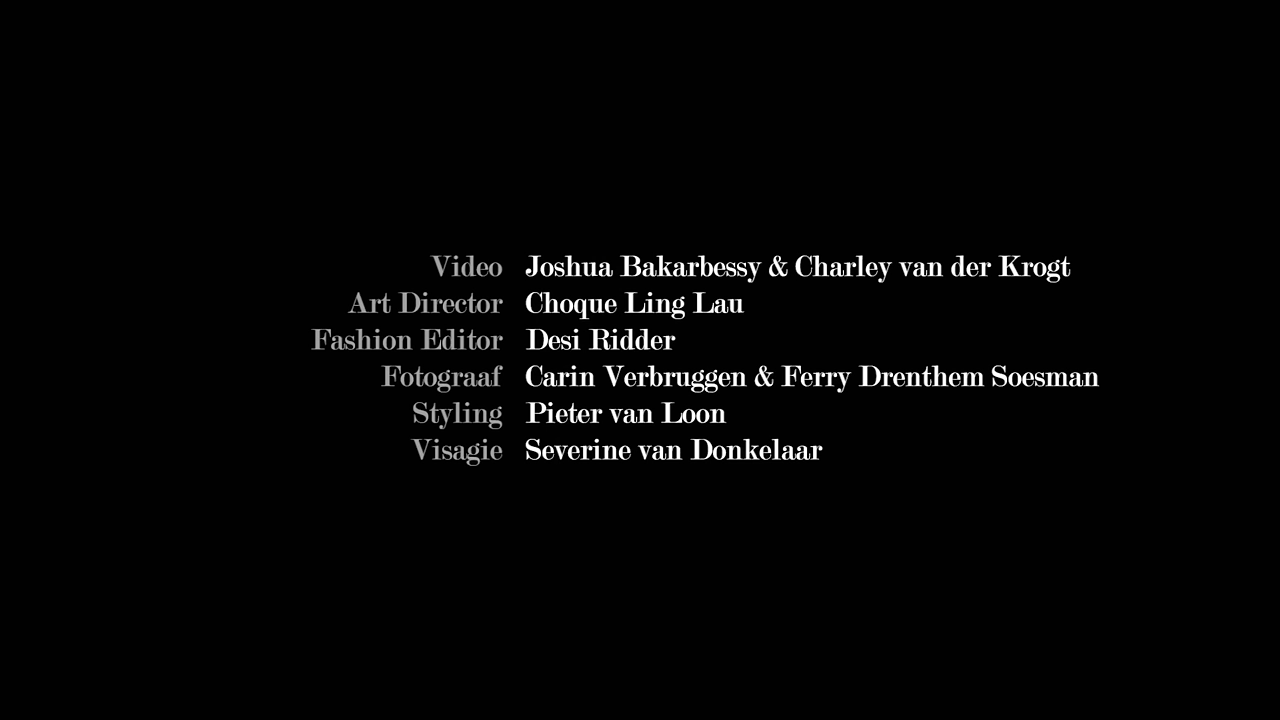 Video Joshua Bakarbessy & Charley van der Krogt
Art Director Choque Ling Lau
Fashion Editor Desi Ridder
Fotograaf Carin Verbruggen & Ferry Drenthem Soesman
Styling Pieter van Loon
Visagie Severine van Donkelaar